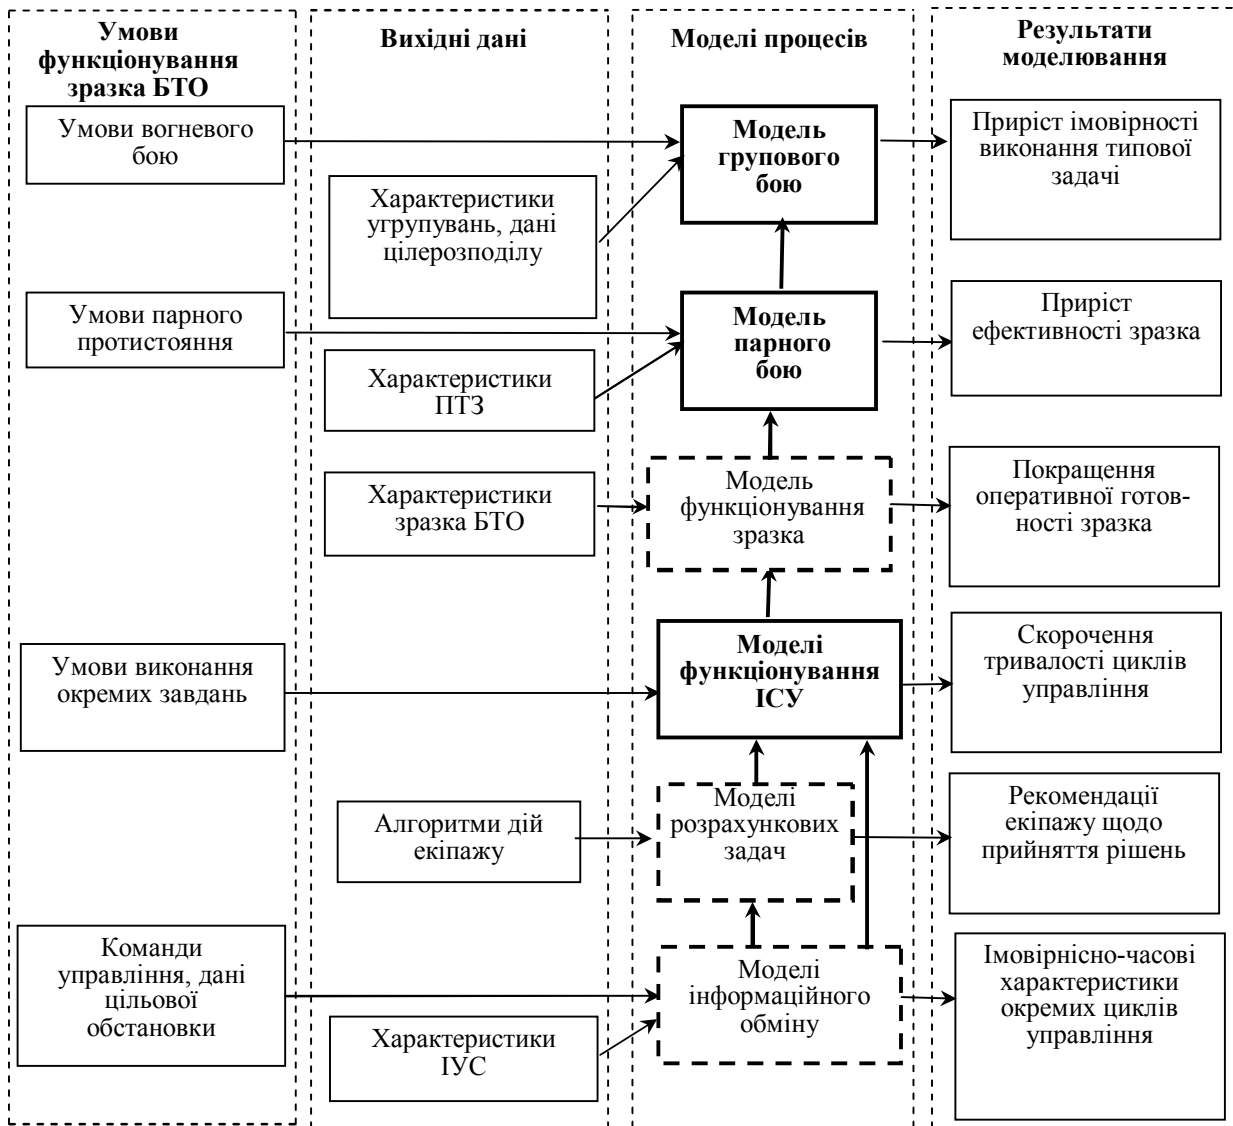 Умови
функціонування
зразка БТО
Вихідні дані
Моделі процесів
Результати
моделювання
Умови вогневого
бою
Характеристики
угрупувань, дані
цілерозподілу
Модель
групового
бою
Приріст імовірності
виконання типової
задачі
Умови парного
протистояння
Характеристики
ПТЗ
Модель
парного
бою
Приріст
ефективності зразка
Характеристики
зразка БТО
Модель
функціонування
зразка
Покращення
оперативної готов-
ності зразка
Умови виконання
окремих завдань
Моделі
функціонування
ІСУ
Скорочення
тривалості циклів
управління
Алгоритми дій
екіпажу
Моделі
розрахункових
задач
Рекомендації
екіпажу щодо
прийняття рішень
Команди
управління, дані
цільової
обстановки
Характеристики
ІУС
Моделі
інформаційного
обміну
Імовірнісно-часові
характеристики
окремих циклів
управління